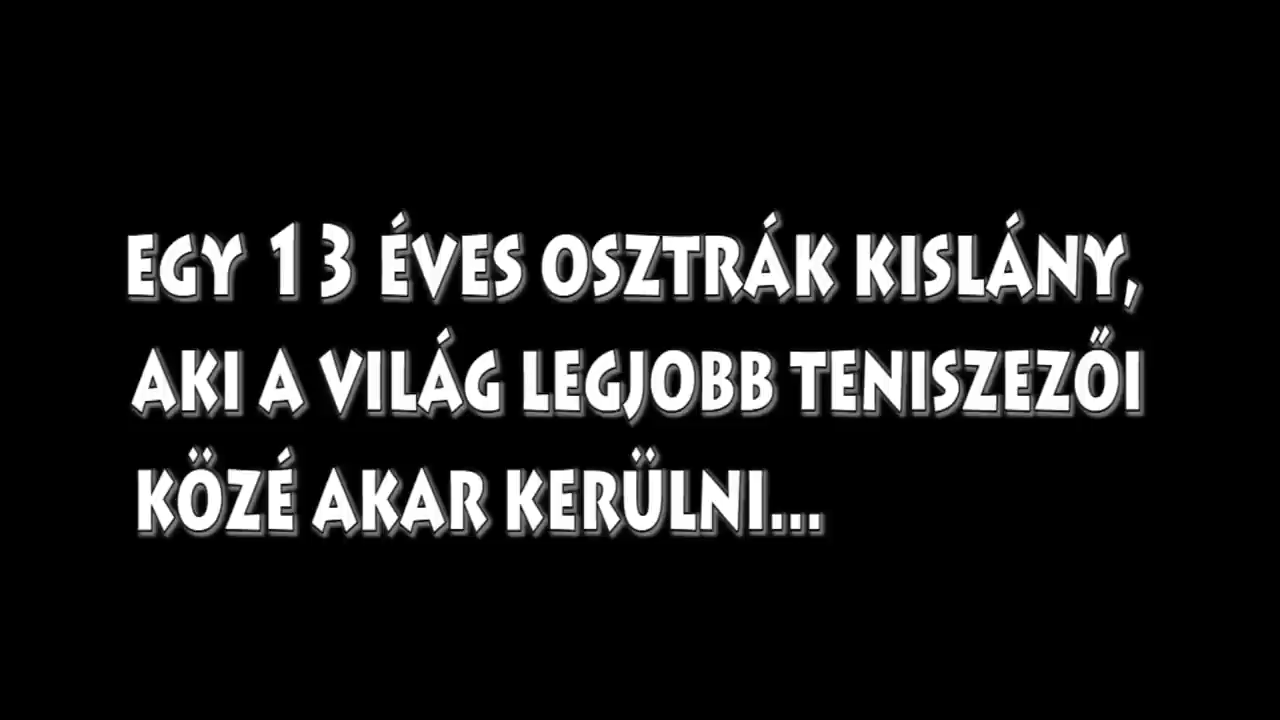 EGY 13 ÉVES OSZTRÁK KISLÁNY,
AKI A VILÁG LEGJOBB TENISZEZŐI
KÖZÉ AKAR KERÜLNI...